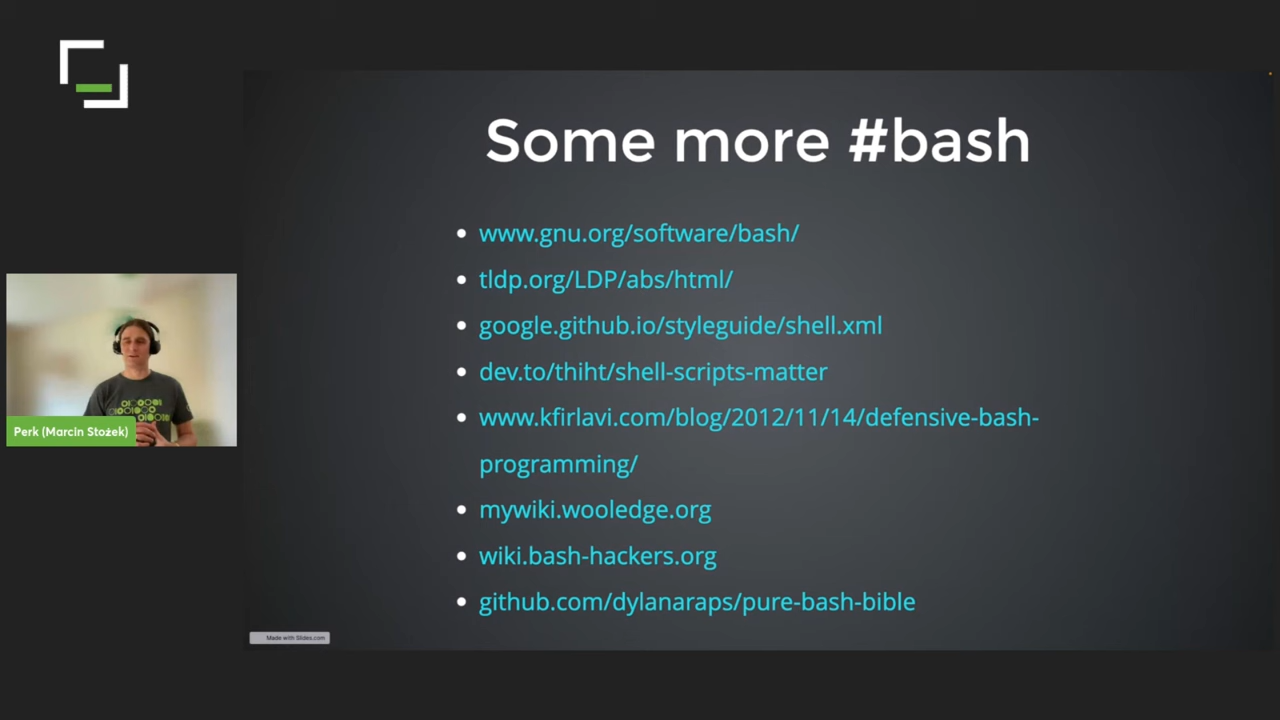 Some more #bash
www.gnu.org/software/bash/
tldp.org/LDP/abs/html/
google.github.io/styleguide/shell.xml
dev.to/thiht/shell-scripts-matter
www.kfirlavi.com/blog/2012/11/14/defensive-bash-
programming/
mywiki.wooledge.org
wiki.bash-hackers.org
github.com/dylanaraps/pure-bash-bible
Perk (Marcin Stożek)
Made with Slides.com